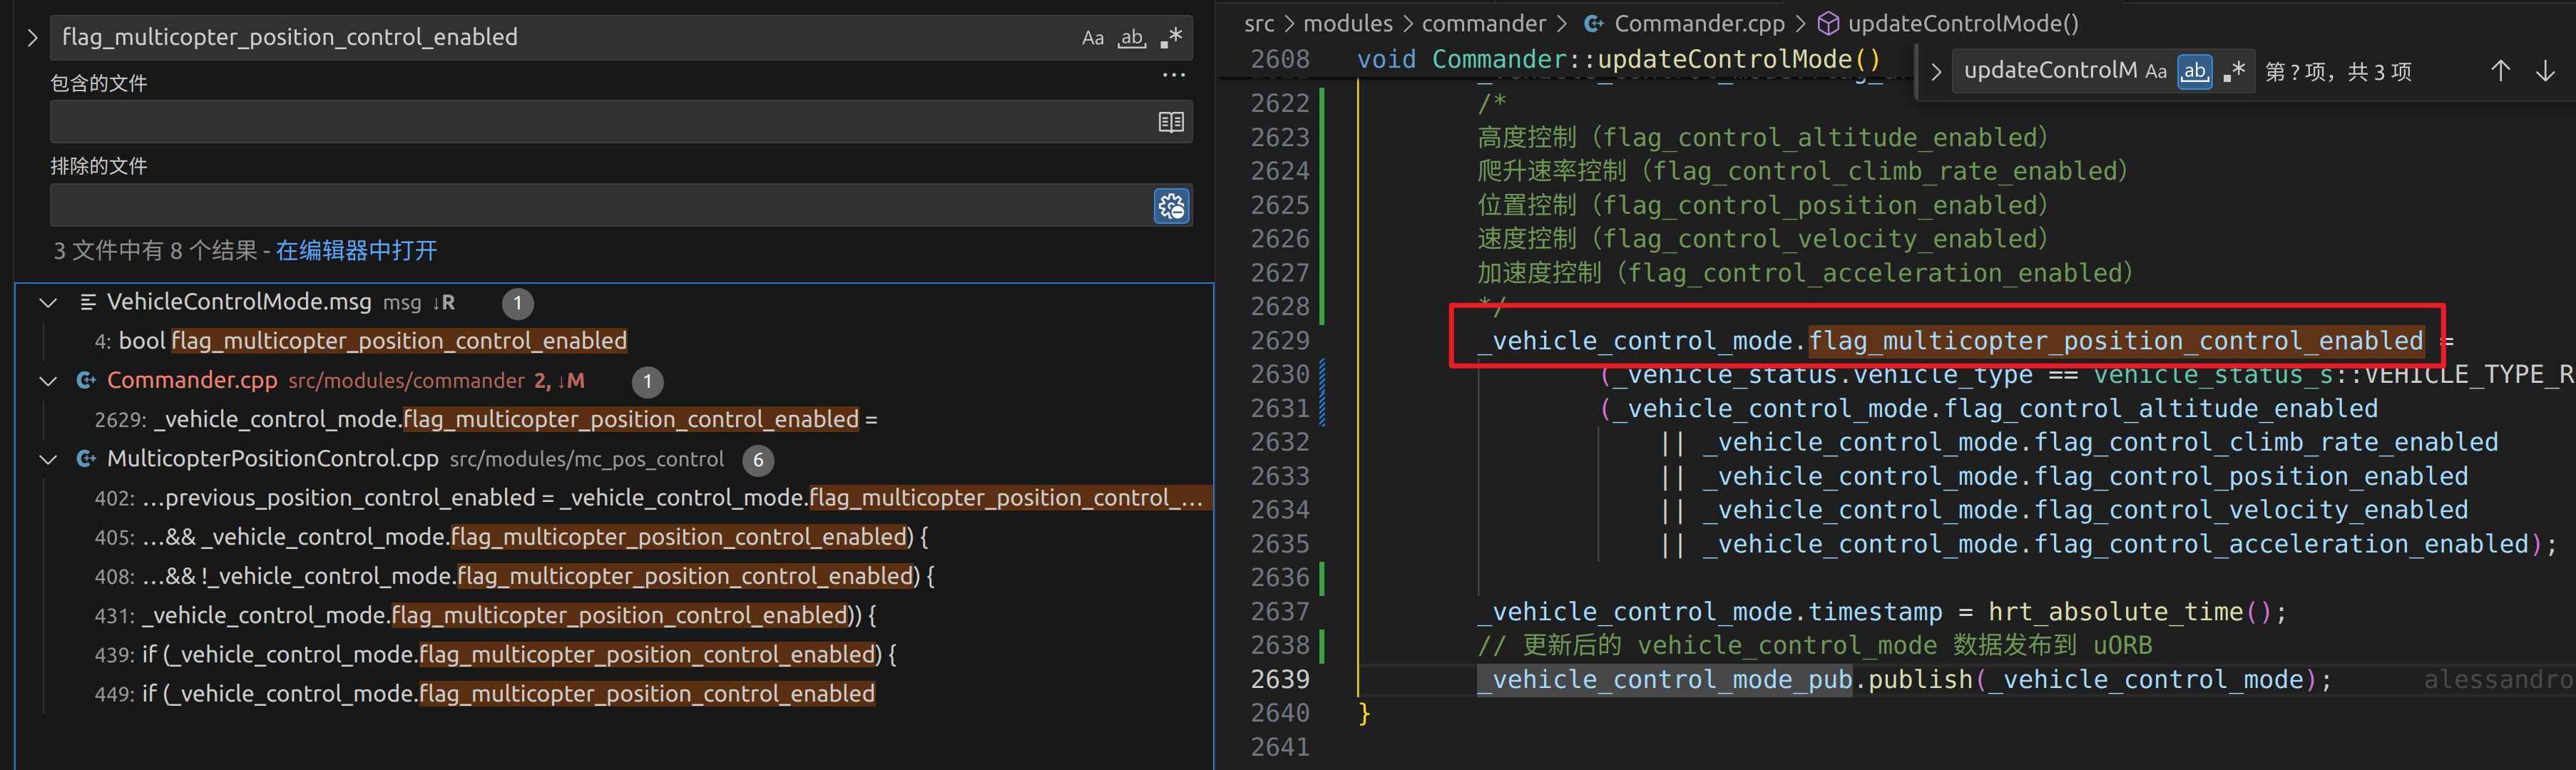 flag_multicopter_position_control_enabled Aa ab .*
包含的文件 ...
排除的文件
3 文件中有 8 个结果 - 在编辑器中打开
VehicleControlMode.msg msg ↓R 1
4: bool flag_multicopter_position_control_enabled
Commander.cpp src/modules/commander 2, ↓M 1
2629: _vehicle_control_mode.flag_multicopter_position_control_enabled =
MulticopterPositionControl.cpp src/modules/mc_pos_control 6
402: …previous_position_control_enabled = _vehicle_control_mode.flag_multicopter_position_control_…
405: …&& _vehicle_control_mode.flag_multicopter_position_control_enabled) {
408: …&& !_vehicle_control_mode.flag_multicopter_position_control_enabled) {
431: _vehicle_control_mode.flag_multicopter_position_control_enabled)) {
439: if (_vehicle_control_mode.flag_multicopter_position_control_enabled) {
449: if (_vehicle_control_mode.flag_multicopter_position_control_enabled
src > modules > commander > Commander.cpp > updateControlMode()
2608 void Commander::updateControlMode()
updateControlM Aa ab .* 第 ? 项，共 3 项 ↑ ↓
2622 /*
2623 高度控制（flag_control_altitude_enabled）
2624 爬升速率控制（flag_control_climb_rate_enabled）
2625 位置控制（flag_control_position_enabled）
2626 速度控制（flag_control_velocity_enabled）
2627 加速度控制（flag_control_acceleration_enabled）
2628 */
2629 _vehicle_control_mode.flag_multicopter_position_control_enabled =
2630 (_vehicle_status.vehicle_type == vehicle_status_s::VEHICLE_TYPE_R
2631 (_vehicle_control_mode.flag_control_altitude_enabled
2632 || _vehicle_control_mode.flag_control_climb_rate_enabled
2633 || _vehicle_control_mode.flag_control_position_enabled
2634 || _vehicle_control_mode.flag_control_velocity_enabled
2635 || _vehicle_control_mode.flag_control_acceleration_enabled);
2636
2637 _vehicle_control_mode.timestamp = hrt_absolute_time();
2638 // 更新后的 vehicle_control_mode 数据发布到 uORB
2639 _vehicle_control_mode_pub.publish(_vehicle_control_mode); alessandro
2640 }
2641